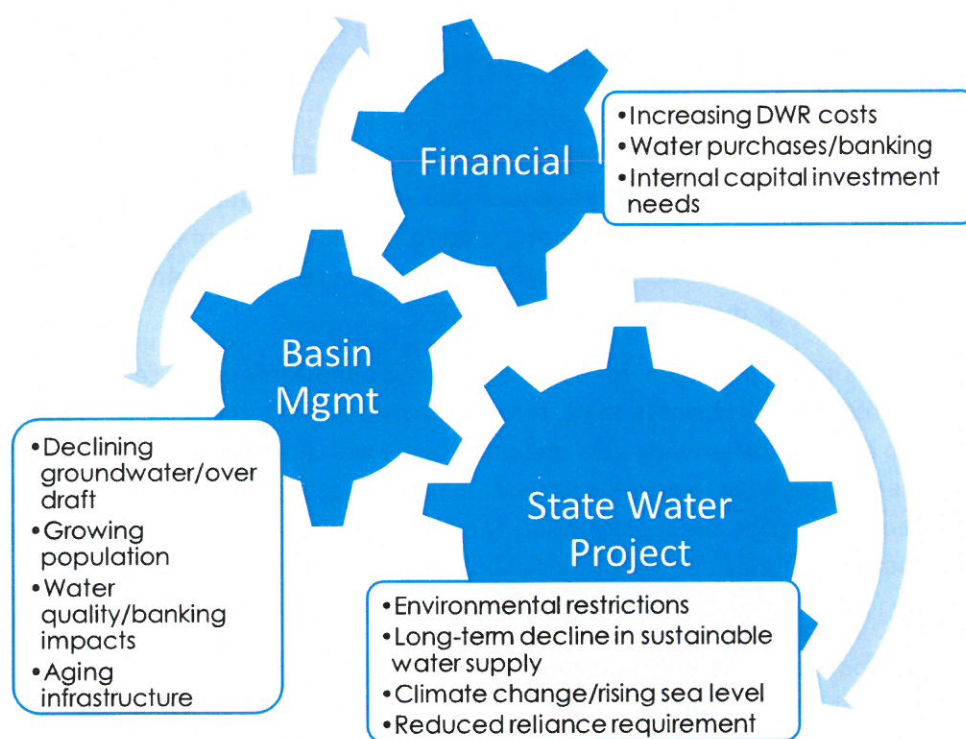 Financial
•Increasing DWR costs
•Water purchases/banking
•Internal capital investment
needs
Basin
Mgmt
•Declining
groundwater/over
draft
•Growing
population
•Water
quality/banking
impacts
•Aging
infrastructure
State Water
Project
•Environmental restrictions
•Long-term decline in sustainable
water supply
•Climate change/rising sea level
•Reduced reliance requirement